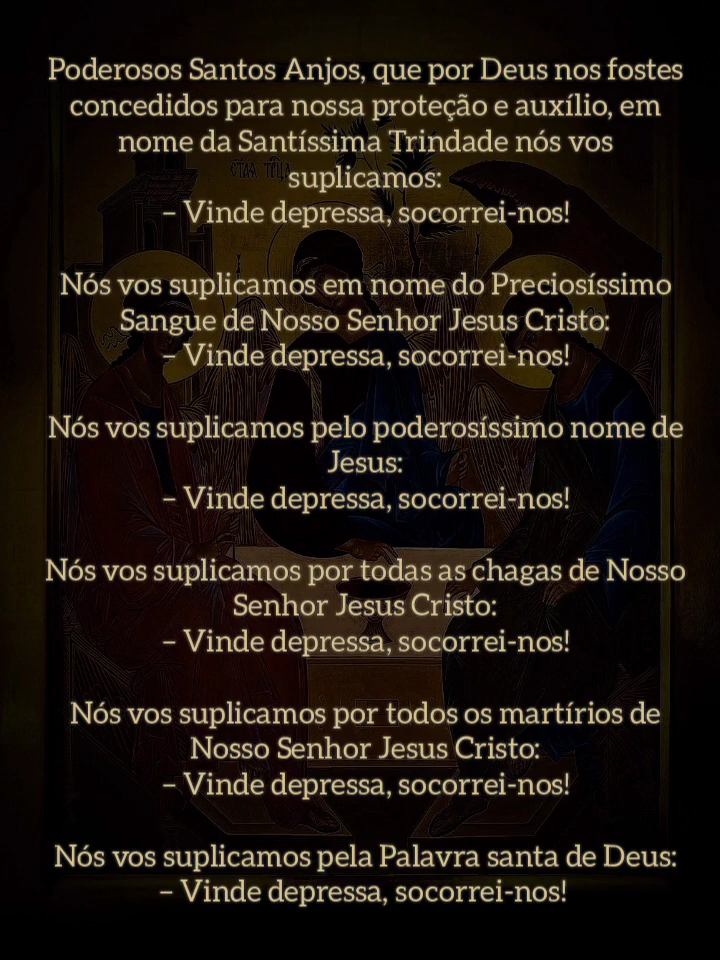 Poderosos Santos Anjos, que por Deus nos fostes
concedidos para nossa proteção e auxílio, em
nome da Santíssima Trindade nós vos
suplicamos:
– Vinde depressa, socorrei-nos!
Nós vos suplicamos em nome do Preciosíssimo
Sangue de Nosso Senhor Jesus Cristo:
– Vinde depressa, socorrei-nos!
Nós vos suplicamos pelo poderosíssimo nome de
Jesus:
– Vinde depressa, socorrei-nos!
Nós vos suplicamos por todas as chagas de Nosso
Senhor Jesus Cristo:
– Vinde depressa, socorrei-nos!
Nós vos suplicamos por todos os martírios de
Nosso Senhor Jesus Cristo:
– Vinde depressa, socorrei-nos!
Nós vos suplicamos pela Palavra santa de Deus:
– Vinde depressa, socorrei-nos!